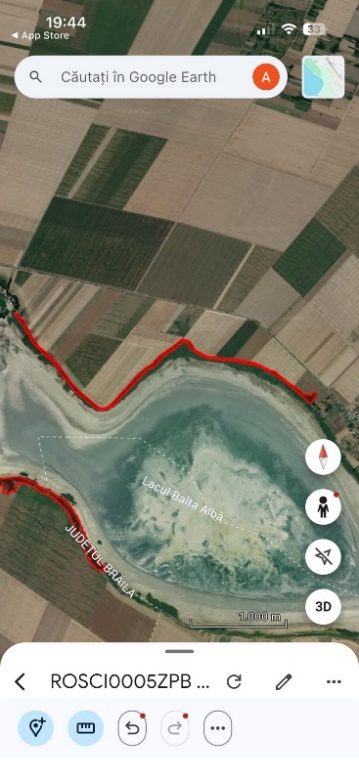 19:44
33
◄ App Store
Căutați în Google Earth
A
Lacul Balta Albă
JUDEȚUL BRĂILA
1.000 m
3D
ROSCI0005ZPB ...